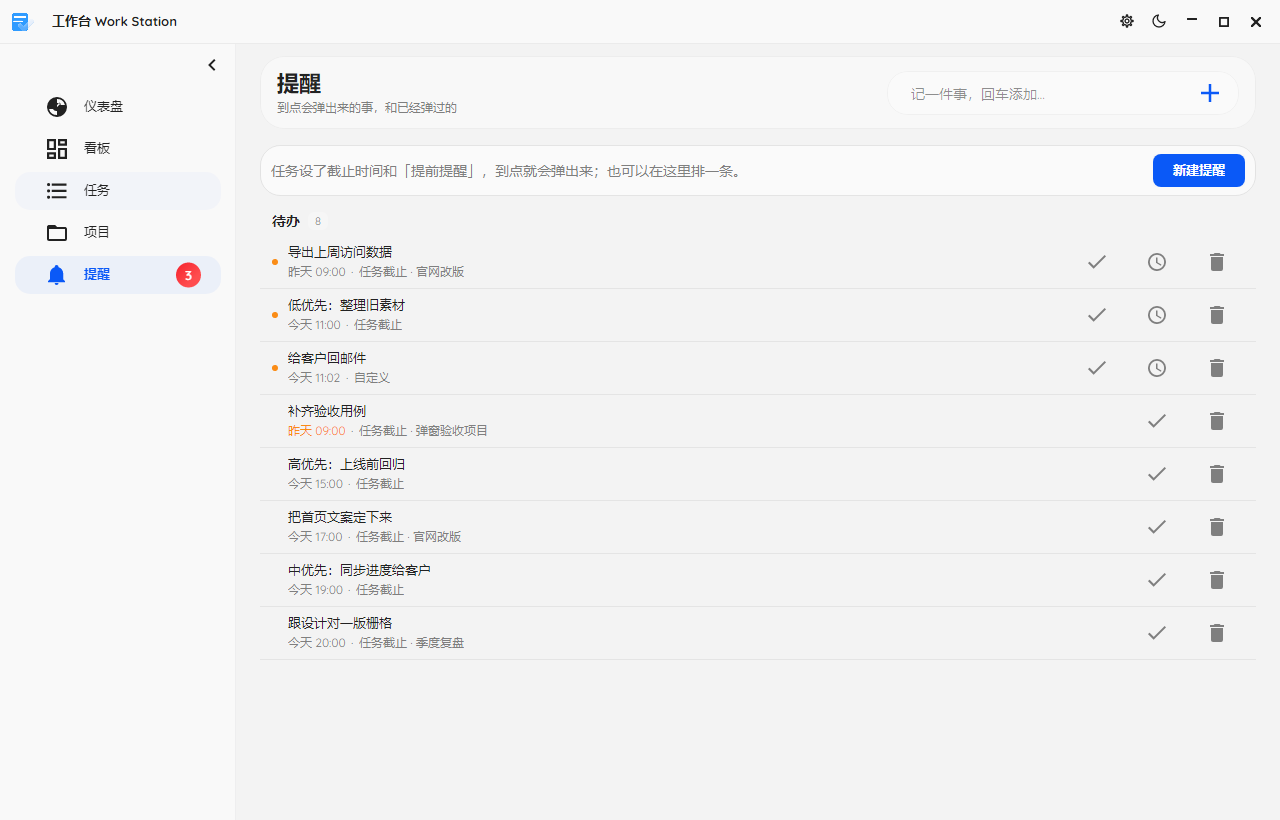 工作台 Work Station
仪表盘
看板
任务
项目
提醒 3
提醒
到点会弹出来的事，和已经弹过的
记一件事，回车添加...
任务设了截止时间和「提前提醒」，到点就会弹出来；也可以在这里排一条。
新建提醒
待办 8
导出上周访问数据
昨天 09:00 · 任务截止 · 官网改版
低优先：整理旧素材
今天 11:00 · 任务截止
给客户回邮件
今天 11:02 · 自定义
补齐验收用例
昨天 09:00 · 任务截止 · 弹窗验收项目
高优先：上线前回归
今天 15:00 · 任务截止
把首页文案定下来
今天 17:00 · 任务截止 · 官网改版
中优先：同步进度给客户
今天 19:00 · 任务截止
跟设计对一版栅格
今天 20:00 · 任务截止 · 季度复盘